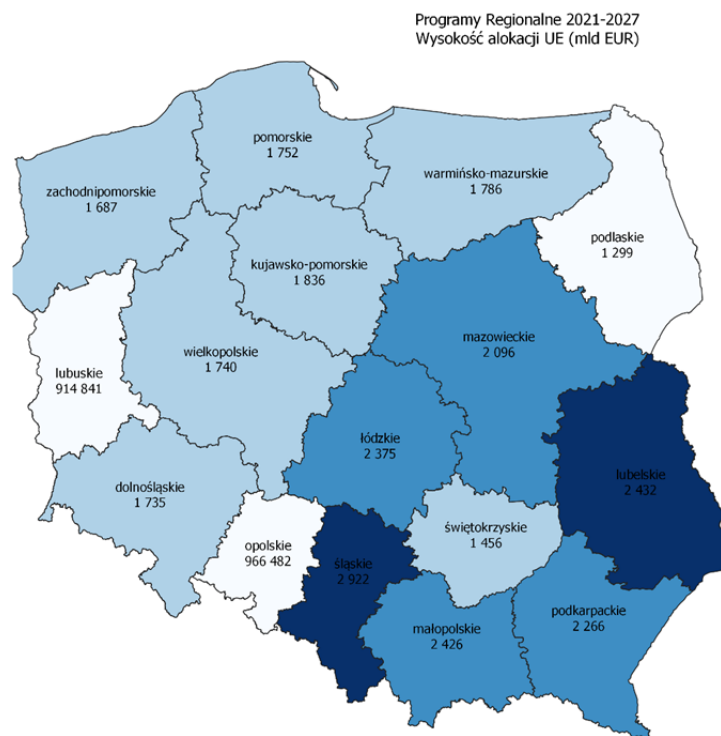 Programy Regionalne 2021-2027
Wysokość alokacji UE (mld EUR)
pomorskie
1 752
warmińsko-mazurskie
1 786
zachodnipomorskie
1 687
podlaskie
1 299
kujawsko-pomorskie
1 836
mazowieckie
2 096
wielkopolskie
1 740
lubuskie
914 841
łódzkie
2 375
lubelskie
2 432
dolnośląskie
1 735
świętokrzyskie
1 456
opolskie
966 482
śląskie
2 922
podkarpackie
2 266
małopolskie
2 426